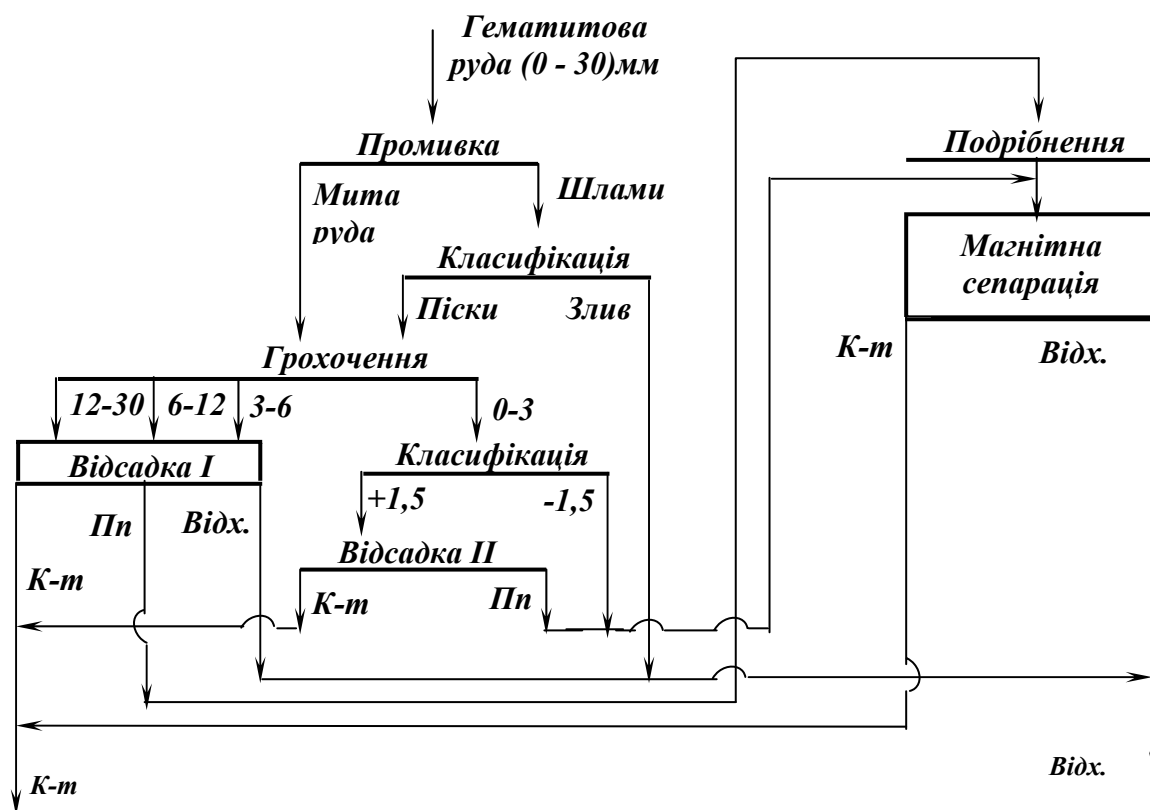 Гематитова
руда (0 - 30)мм
Промивка
Подрібнення
Мита
руда
Шлами
Класифікація
Магнітна
сепарація
Піски
Злив
К-т
Відх.
Грохочення
12-30
6-12
3-6
0-3
Відсадка І
Класифікація
+1,5
-1,5
Пп
Відх.
Відсадка ІІ
К-т
К-т
Пп
К-т
Відх.